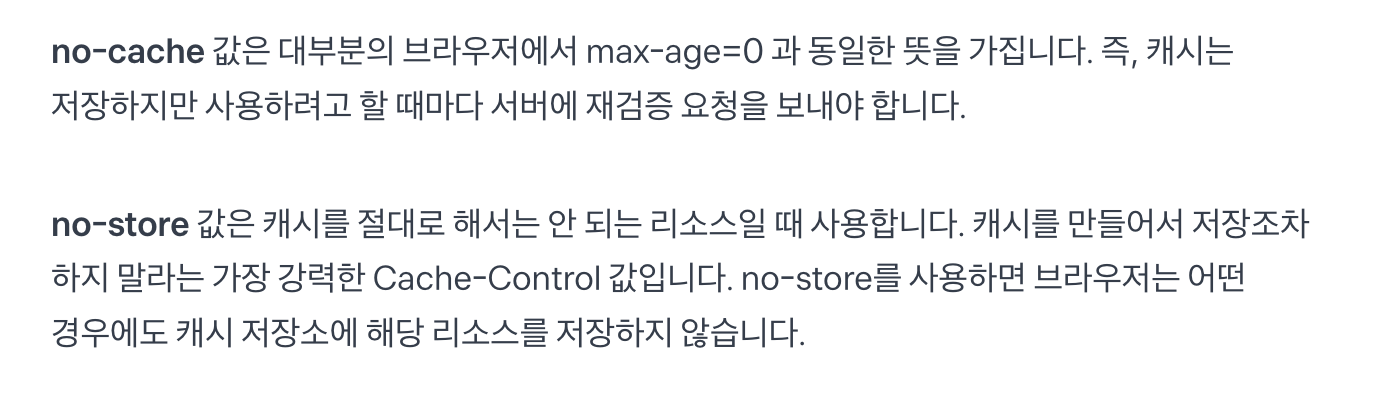 no-cache 값은 대부분의 브라우저에서 max-age=0 과 동일한 뜻을 가집니다. 즉, 캐시는
저장하지만 사용하려고 할 때마다 서버에 재검증 요청을 보내야 합니다.
no-store 값은 캐시를 절대로 해서는 안 되는 리소스일 때 사용합니다. 캐시를 만들어서 저장조차
하지 말라는 가장 강력한 Cache-Control 값입니다. no-store를 사용하면 브라우저는 어떤
경우에도 캐시 저장소에 해당 리소스를 저장하지 않습니다.